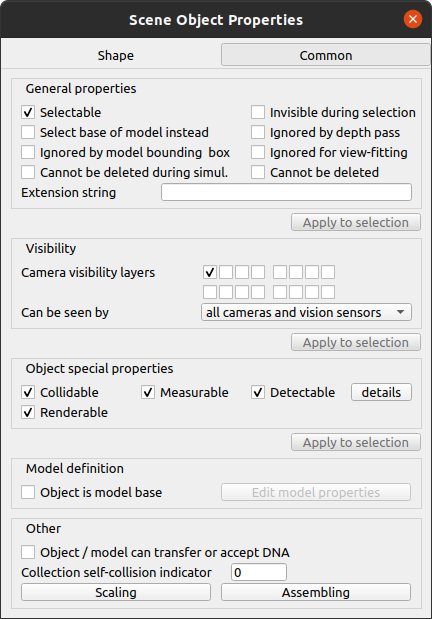 Scene Object Properties
Shape Common
General properties
Selectable Invisible during selection
Select base of model instead Ignored by depth pass
Ignored by model bounding box Ignored for view-fitting
Cannot be deleted during simul. Cannot be deleted
Extension string
Apply to selection
Visibility
Camera visibility layers
Can be seen by all cameras and vision sensors
Apply to selection
Object special properties
Collidable Measurable Detectable details
Renderable
Apply to selection
Model definition
Object is model base Edit model properties
Other
Object / model can transfer or accept DNA
Collection self-collision indicator 0
Scaling Assembling